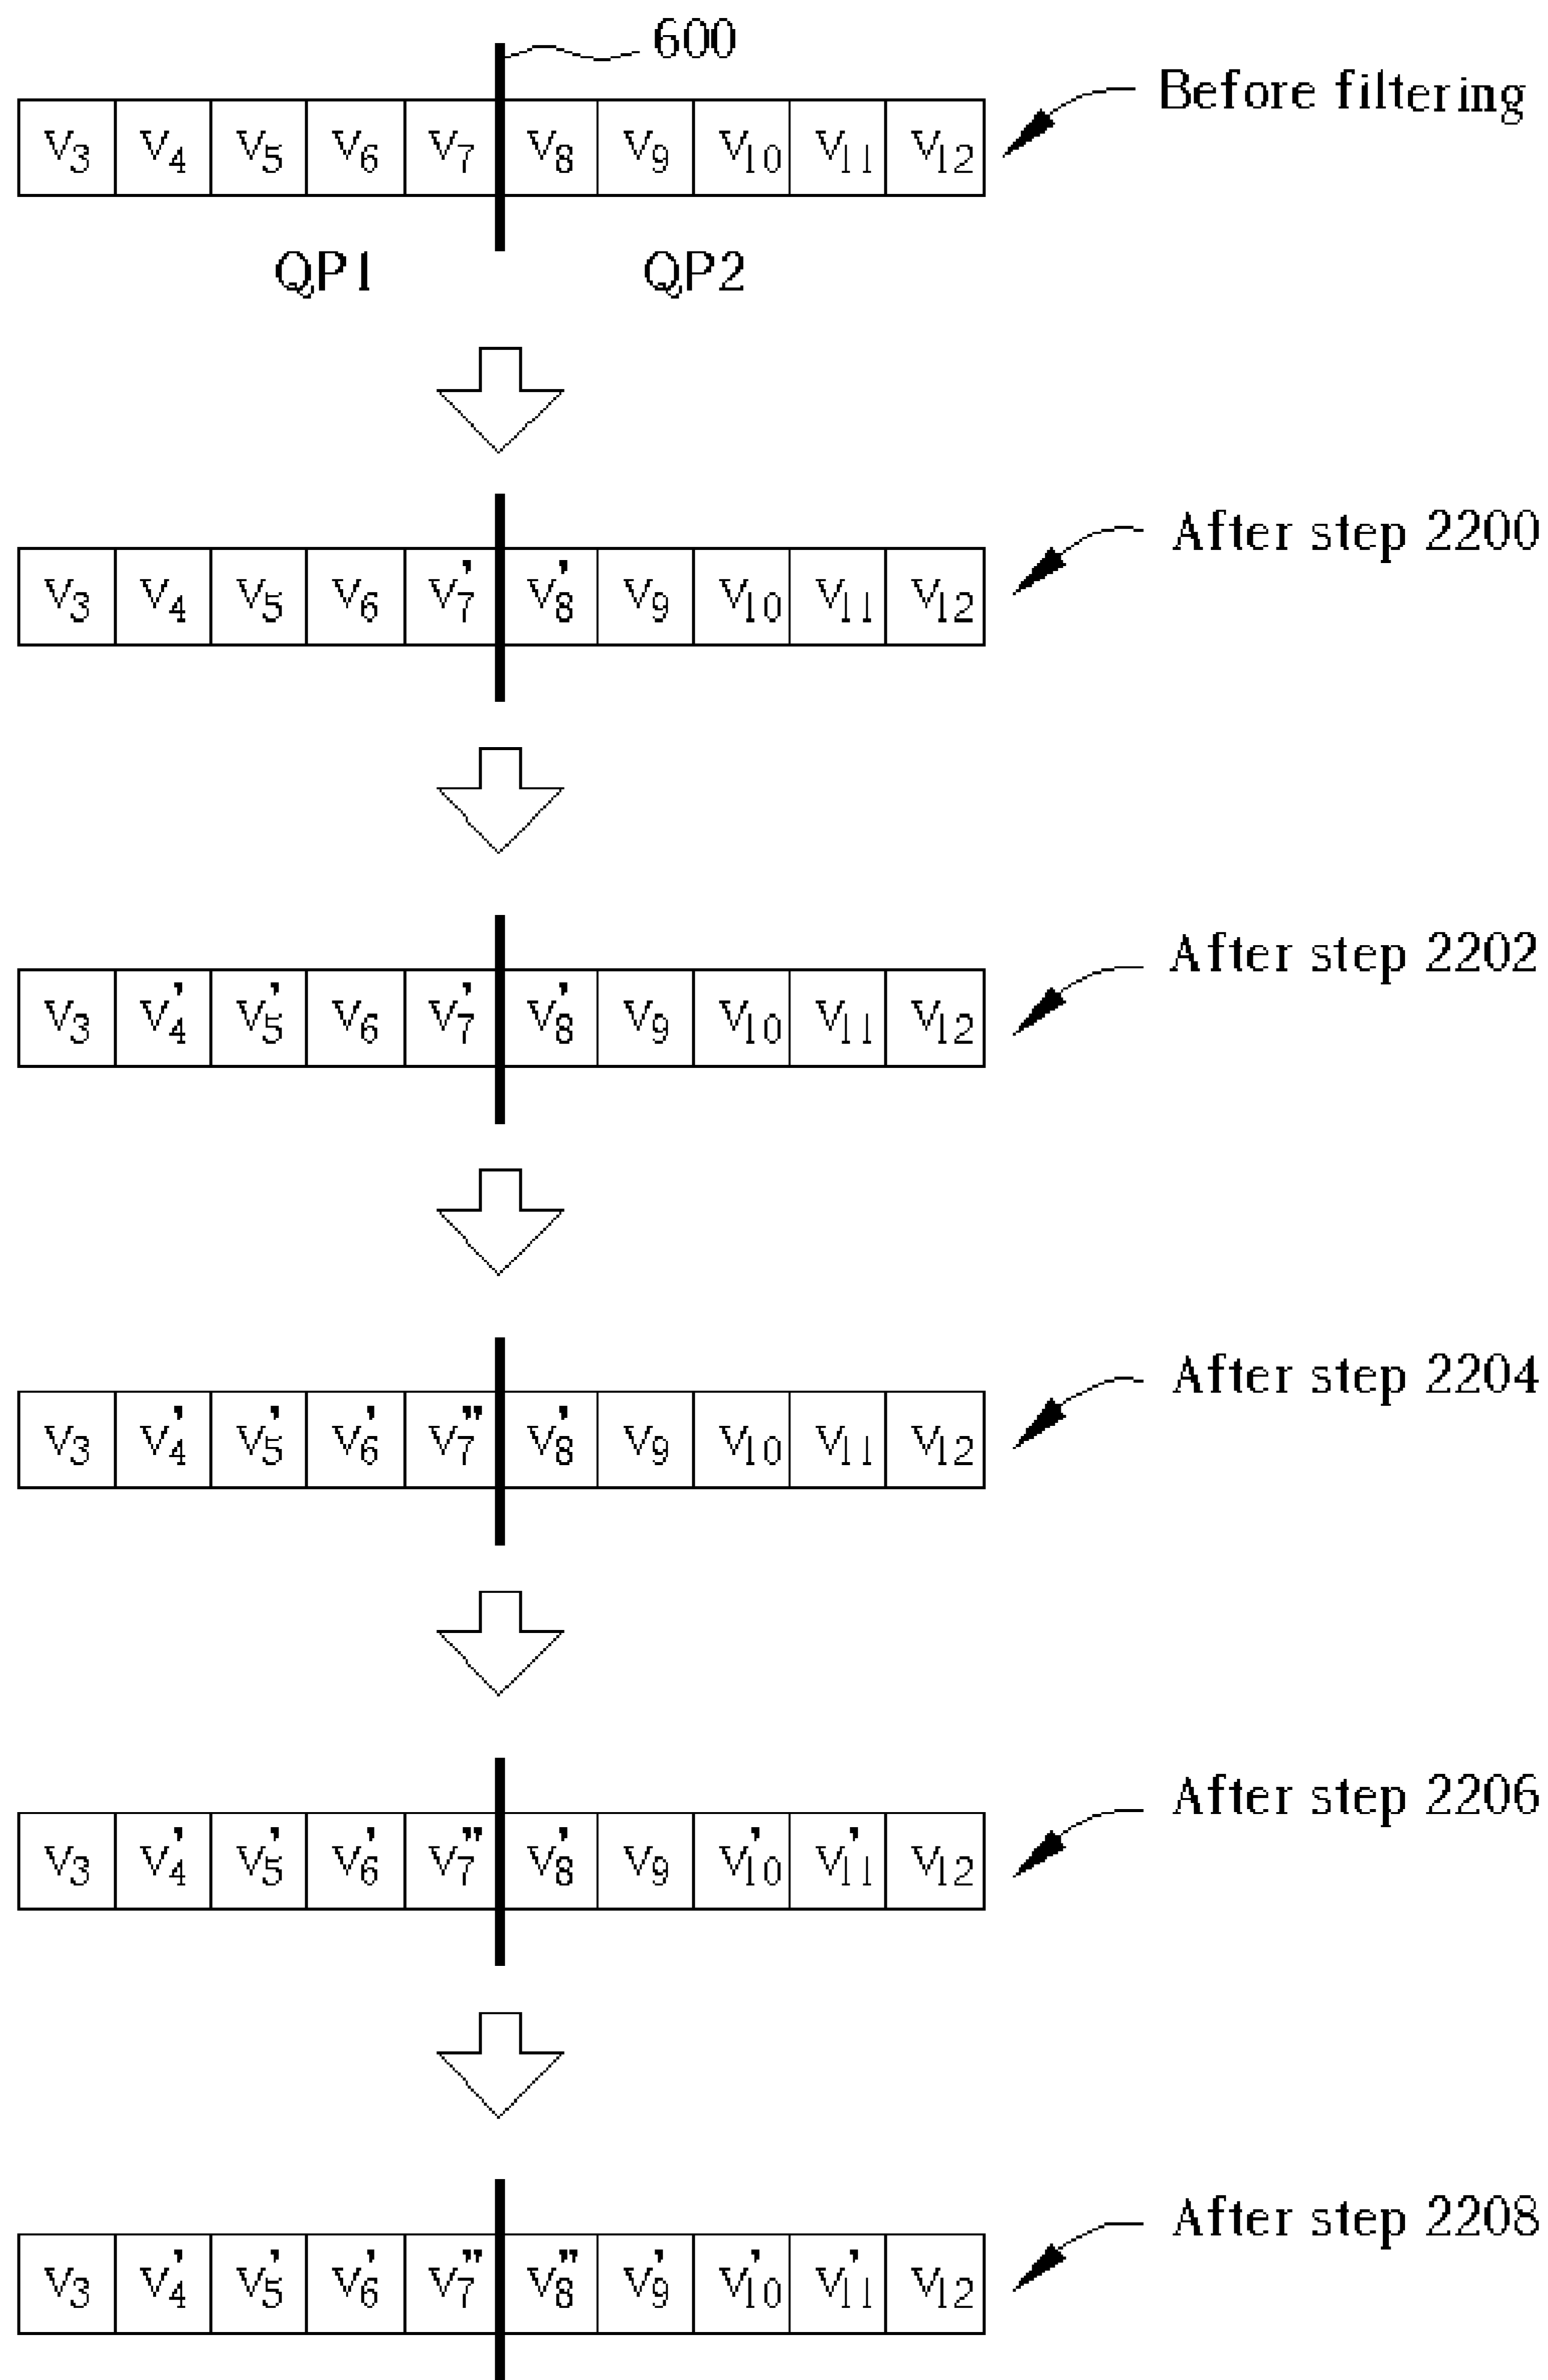 600
Before filtering
V3 V4 V5 V6 V7 V8 V9 V10 V11 V12
QP1 QP2
After step 2200
V3 V4 V5 V6 V7' V8' V9 V10 V11 V12
After step 2202
V3 V4' V5' V6 V7' V8' V9 V10 V11 V12
After step 2204
V3 V4' V5' V6' V7" V8' V9 V10 V11 V12
After step 2206
V3 V4' V5' V6' V7" V8' V9 V10' V11' V12
After step 2208
V3 V4' V5' V6' V7" V8" V9' V10' V11' V12